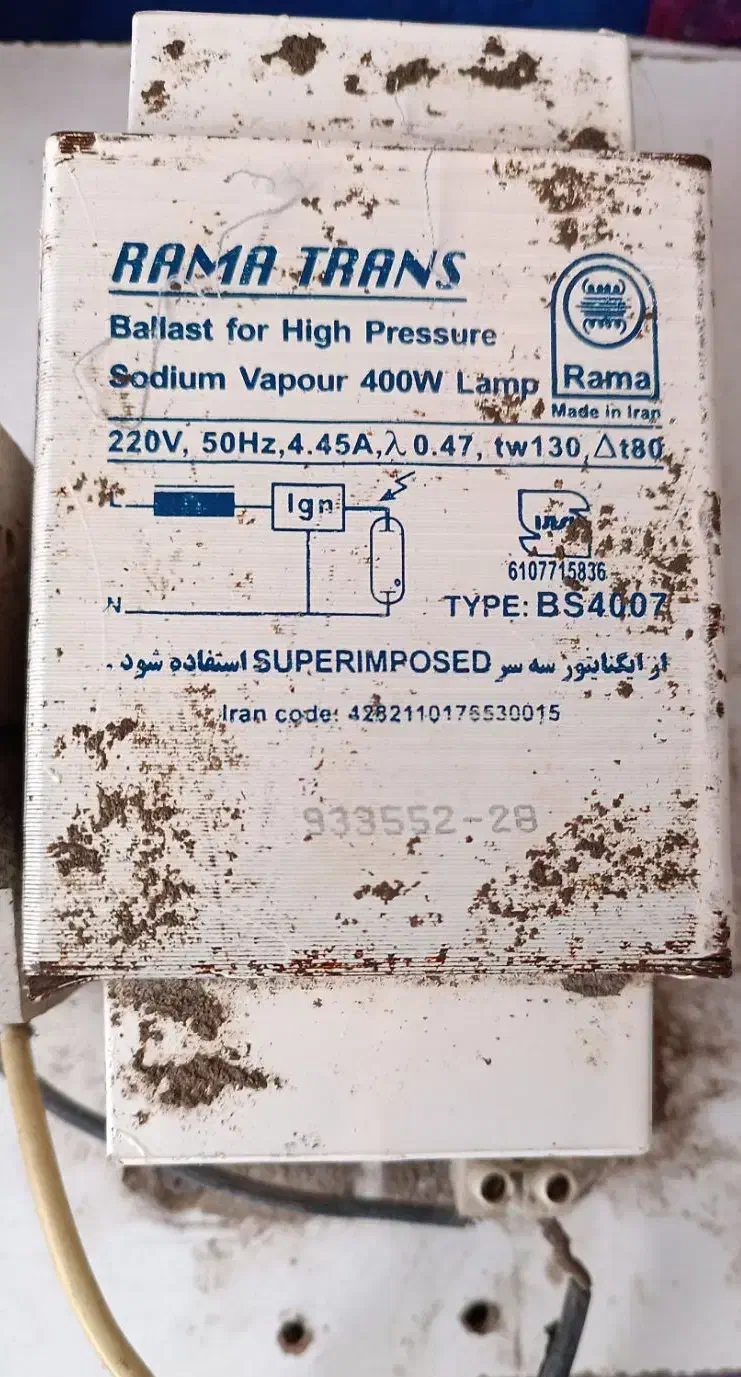 RAMA TRANS
Ballast for High Pressure
Sodium Vapour 400W Lamp
Rama
Made in Iran
220V, 50Hz,4.45A,λ 0.47, tw130,Δt80
L
Ign
N
6107715836
TYPE: BS4007
از ایگنایتور سه سر SUPERIMPOSED استفاده شود .
Iran code: 4282110176530015
933552-28